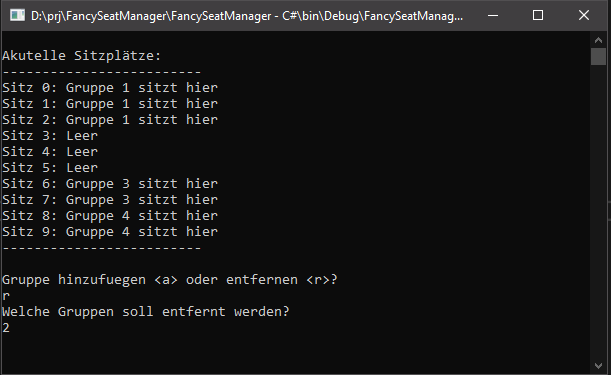 D:\prj\FancySeatManager\FancySeatManager - C#\bin\Debug\FancySeatManag...
Akutelle Sitzplätze:
-------------------------
Sitz 0: Gruppe 1 sitzt hier
Sitz 1: Gruppe 1 sitzt hier
Sitz 2: Gruppe 1 sitzt hier
Sitz 3: Leer
Sitz 4: Leer
Sitz 5: Leer
Sitz 6: Gruppe 3 sitzt hier
Sitz 7: Gruppe 3 sitzt hier
Sitz 8: Gruppe 4 sitzt hier
Sitz 9: Gruppe 4 sitzt hier
-------------------------
Gruppe hinzufuegen <a> oder entfernen <r>?
r
Welche Gruppen soll entfernt werden?
2